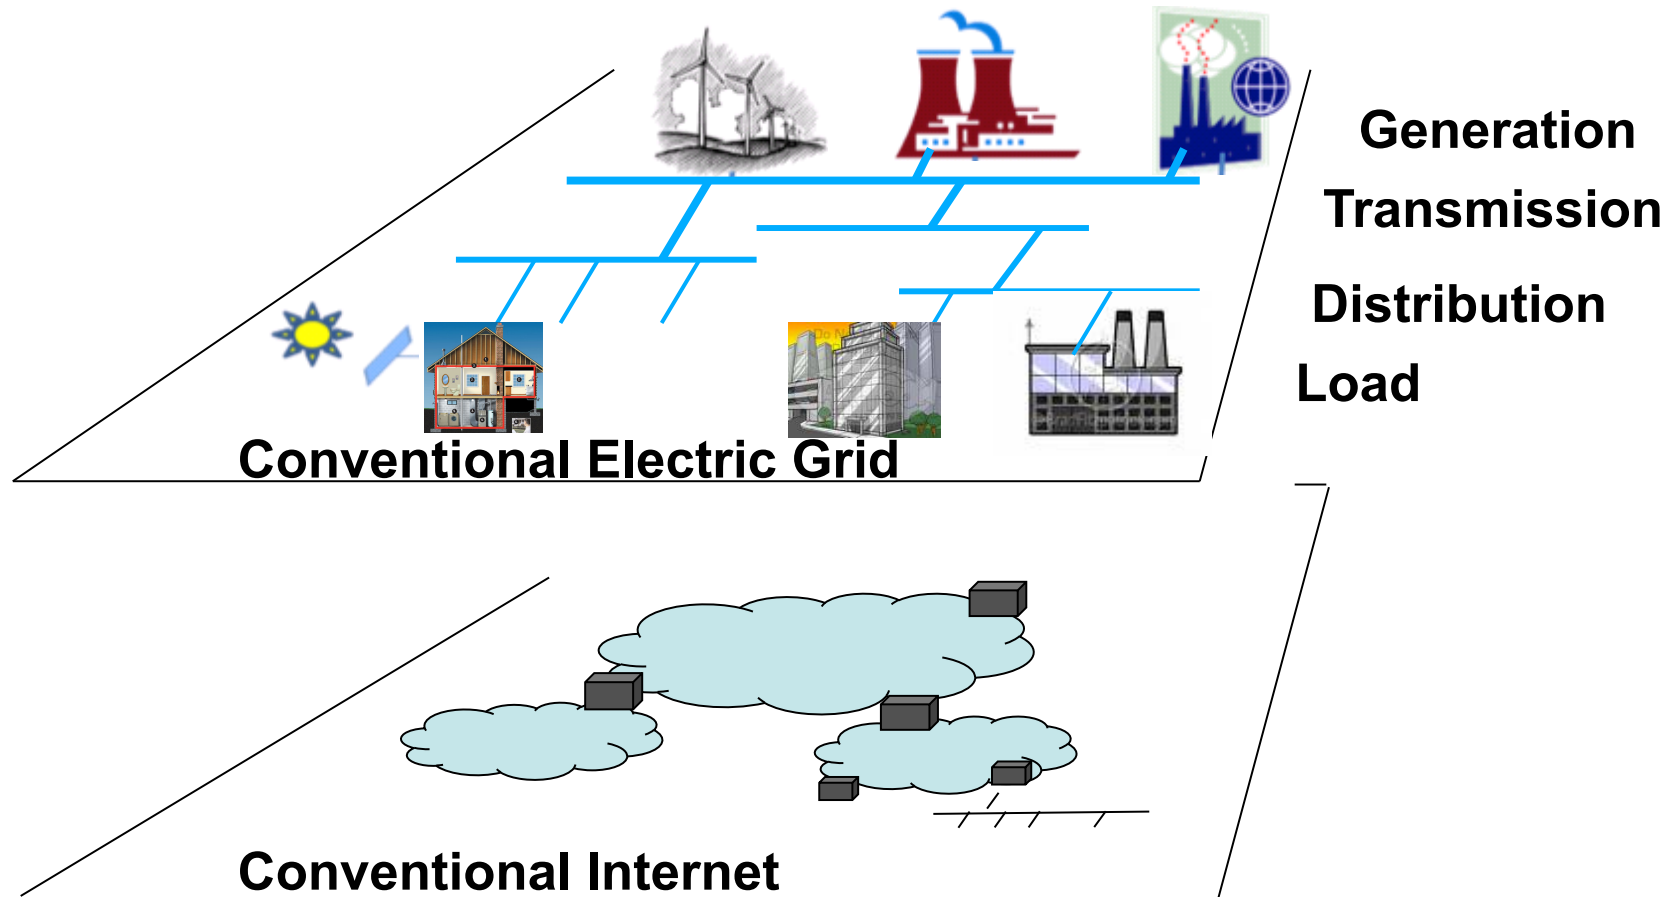 Generation
Transmission
Distribution
Load
Conventional Electric Grid
Conventional Internet